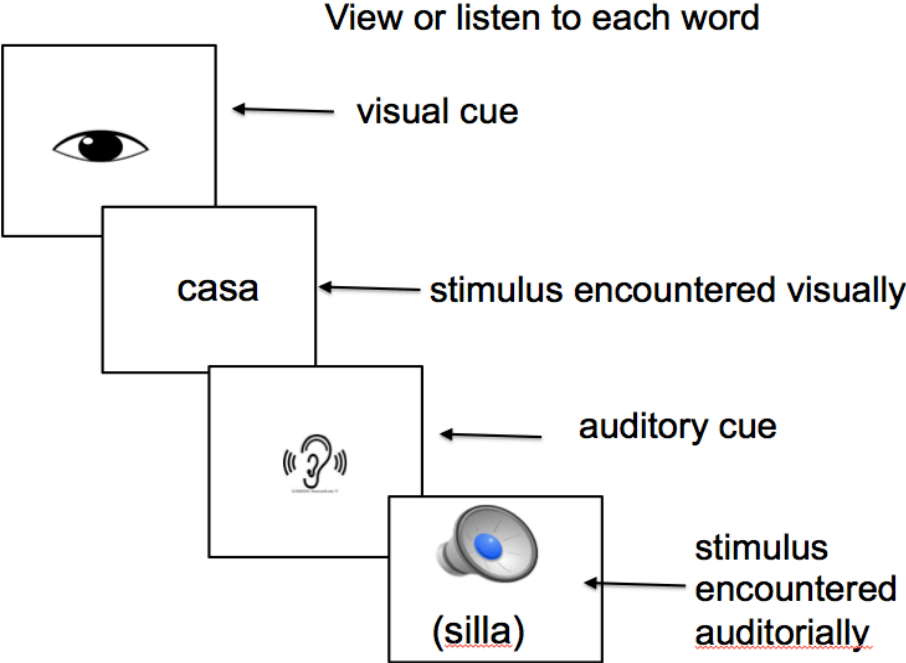 View or listen to each word
visual cue
casa
stimulus encountered visually
auditory cue
stimulus
encountered
auditorially
(silla)